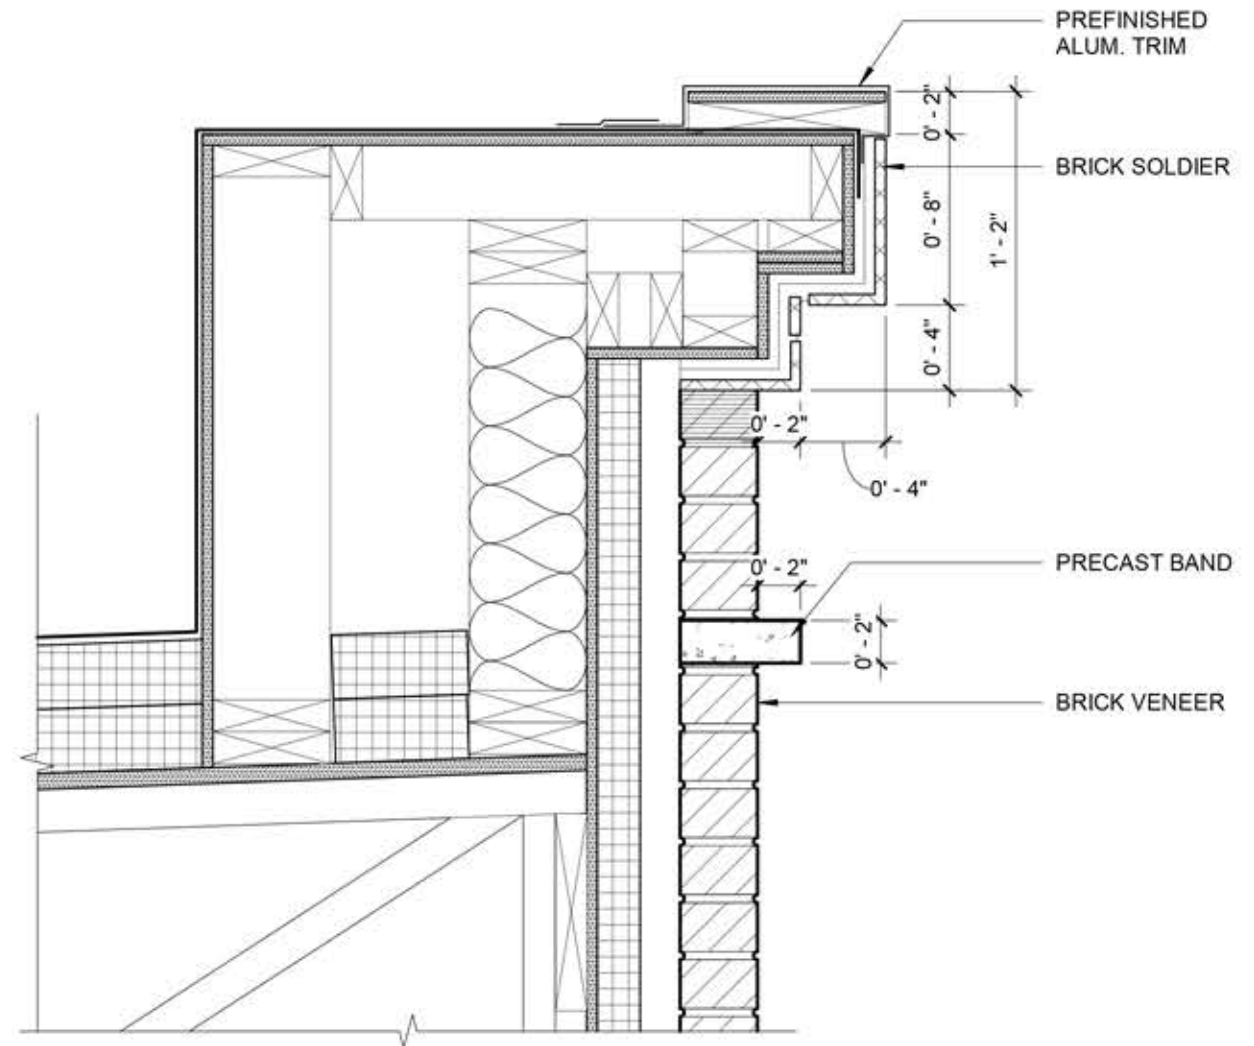 PREFINISHED
ALUM. TRIM
0' - 2"
BRICK SOLDIER
0' - 8"
1' - 2"
0' - 4"
0' - 2"
0' - 4"
0' - 2"
PRECAST BAND
0' - 2"
BRICK VENEER